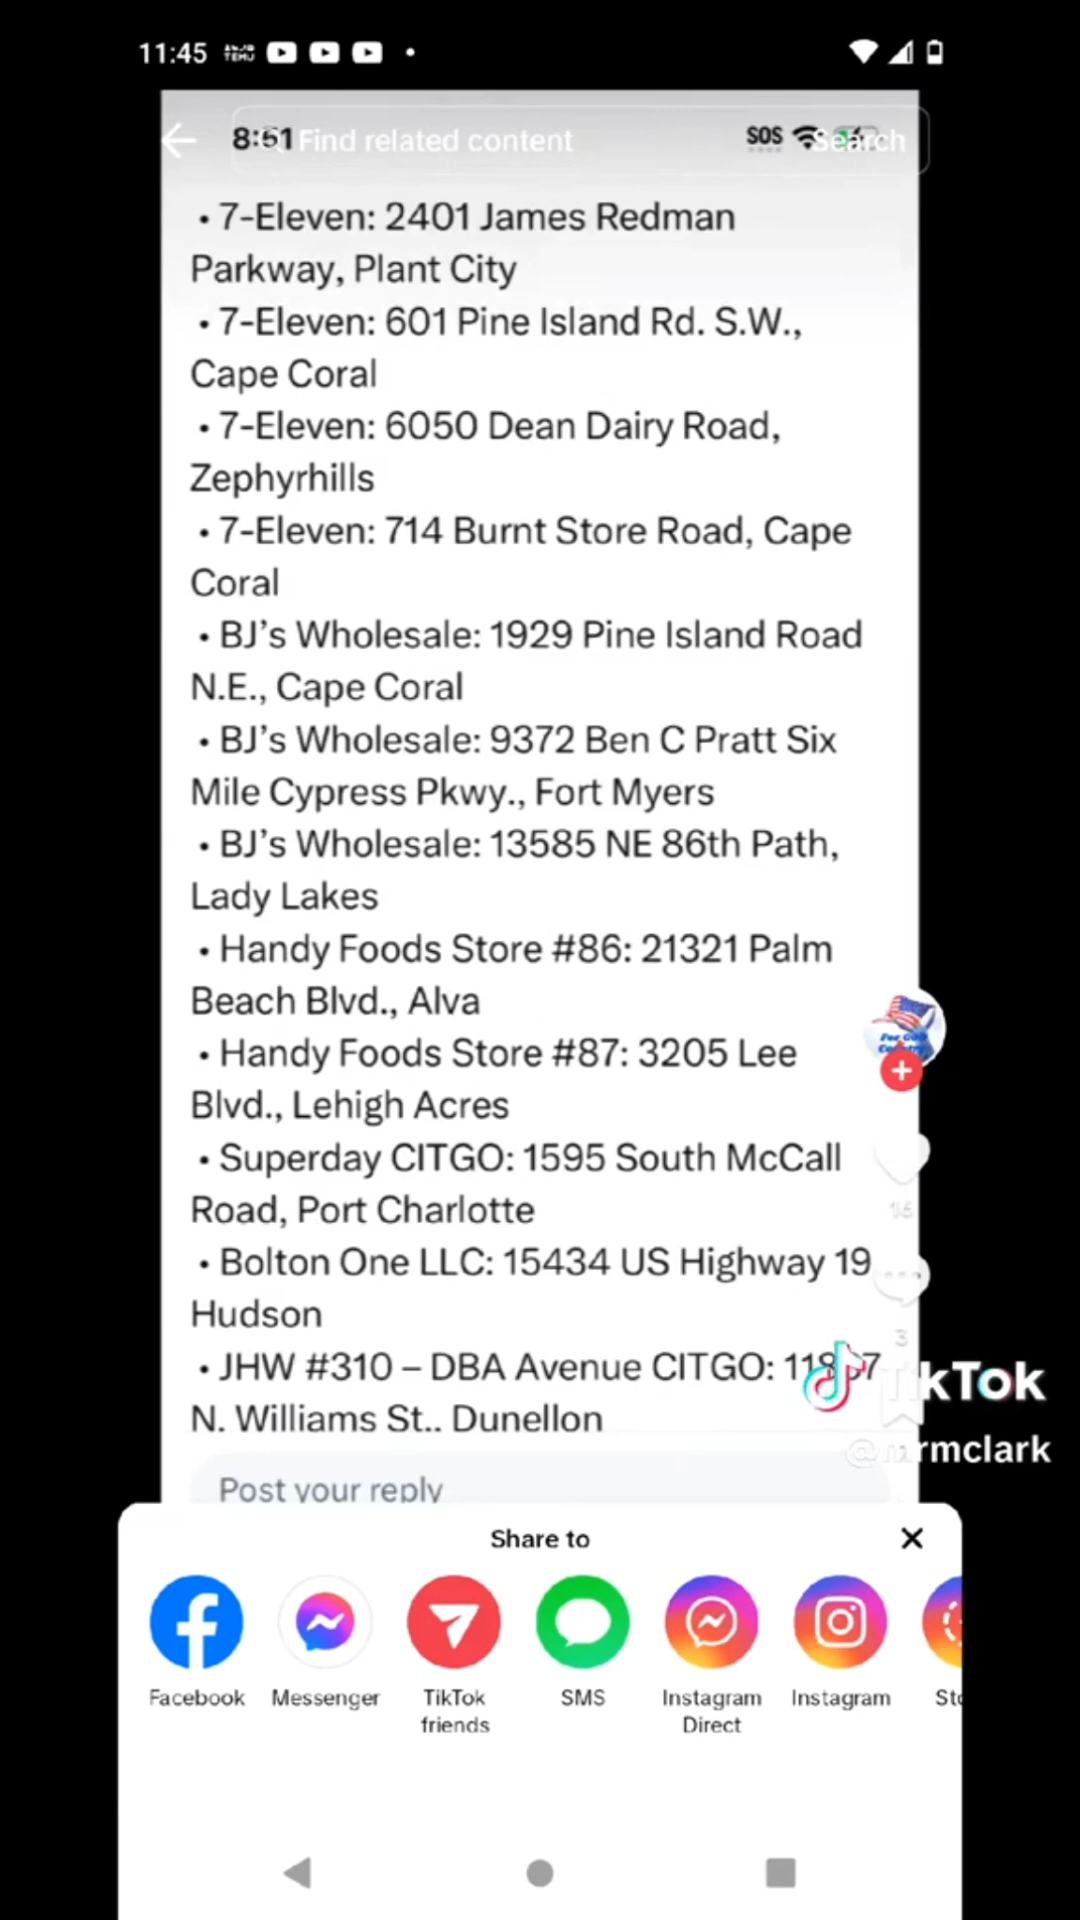 11:45
8:51 Find related content SOS Search
• 7-Eleven: 2401 James Redman
Parkway, Plant City
• 7-Eleven: 601 Pine Island Rd. S.W.,
Cape Coral
• 7-Eleven: 6050 Dean Dairy Road,
Zephyrhills
• 7-Eleven: 714 Burnt Store Road, Cape
Coral
• BJ's Wholesale: 1929 Pine Island Road
N.E., Cape Coral
• BJ's Wholesale: 9372 Ben C Pratt Six
Mile Cypress Pkwy., Fort Myers
• BJ's Wholesale: 13585 NE 86th Path,
Lady Lakes
• Handy Foods Store #86: 21321 Palm
Beach Blvd., Alva
• Handy Foods Store #87: 3205 Lee
Blvd., Lehigh Acres
• Superday CITGO: 1595 South McCall
Road, Port Charlotte
16
• Bolton One LLC: 15434 US Highway 19
Hudson
3
• JHW #310 – DBA Avenue CITGO:
N. Williams St.. Dunellon
TikTok
Post your reply
Share to
Facebook
Messenger
TikTok
friends
SMS
Instagram
Direct
Instagram